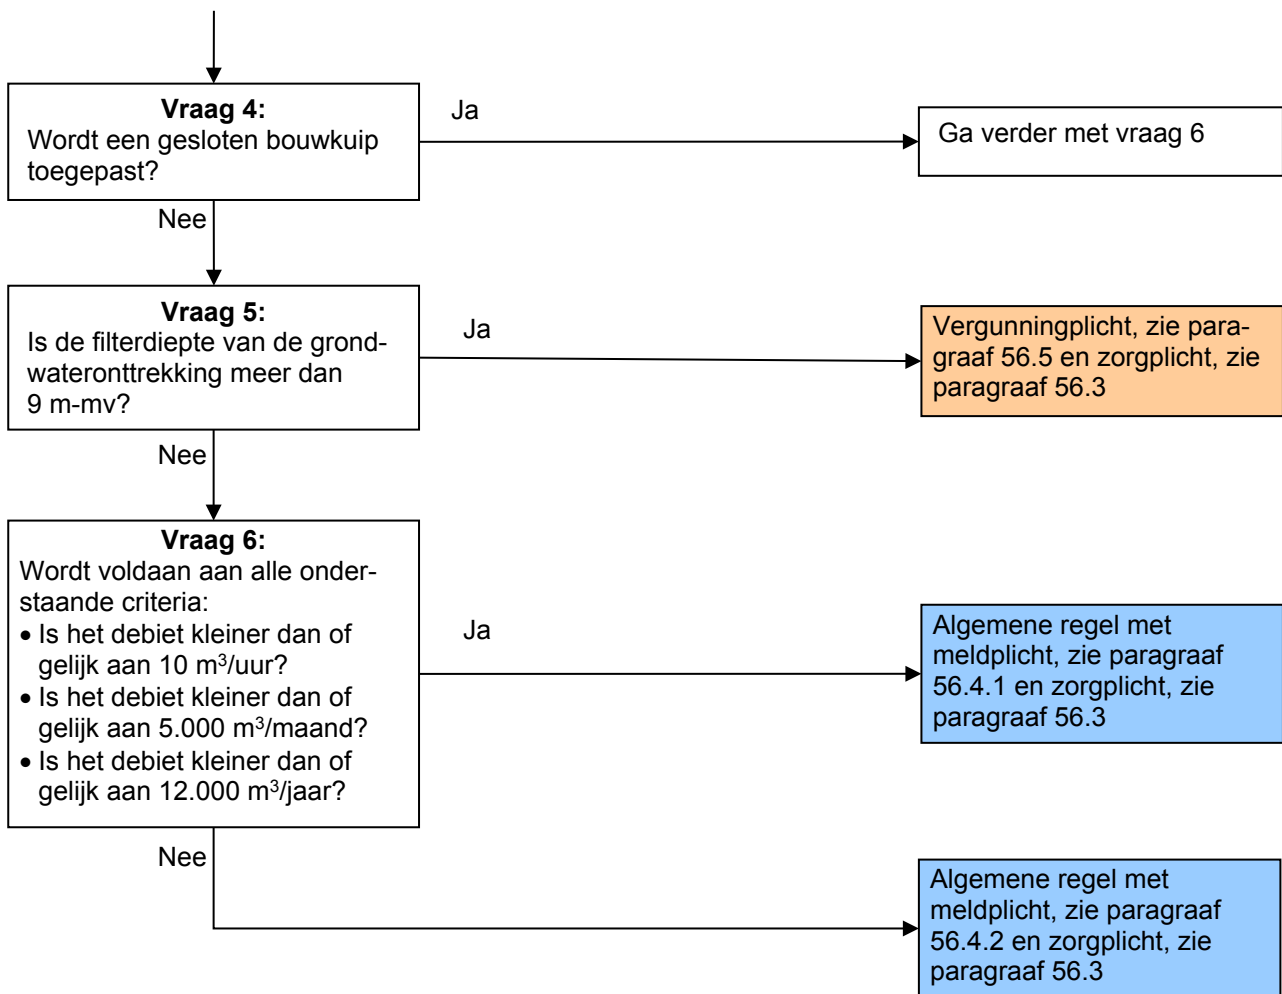 Vraag 4:
Wordt een gesloten bouwkuip
toegepast?
Ja
Ga verder met vraag 6
Nee
Vraag 5:
Is de filterdiepte van de grond-
wateronttrekking meer dan
9 m-mv?
Ja
Vergunningplicht, zie para-
graaf 56.5 en zorgplicht, zie
paragraaf 56.3
Nee
Vraag 6:
Wordt voldaan aan alle onder-
staande criteria:
• Is het debiet kleiner dan of
gelijk aan 10 m³/uur?
• Is het debiet kleiner dan of
gelijk aan 5.000 m³/maand?
• Is het debiet kleiner dan of
gelijk aan 12.000 m³/jaar?
Ja
Algemene regel met
meldplicht, zie paragraaf
56.4.1 en zorgplicht, zie
paragraaf 56.3
Nee
Algemene regel met
meldplicht, zie paragraaf
56.4.2 en zorgplicht, zie
paragraaf 56.3